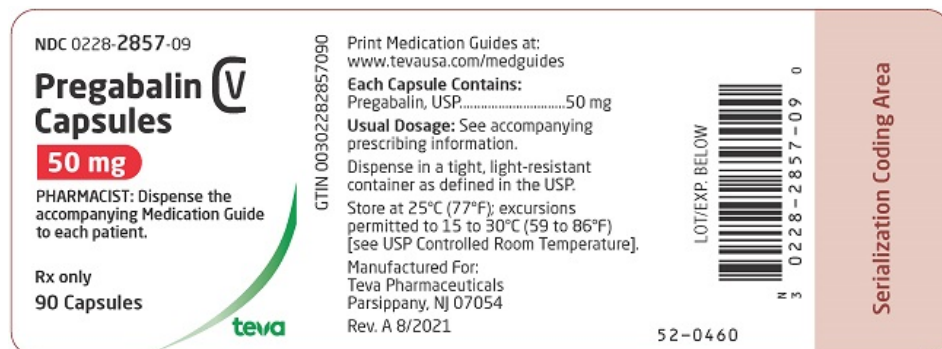 NDC 0228-2857-09
Pregabalin CV
Capsules
50 mg
PHARMACIST: Dispense the
accompanying Medication Guide
to each patient.
Rx only
90 Capsules
teva
GTIN 00302282857090
Print Medication Guides at:
www.tevausa.com/medguides
Each Capsule Contains:
Pregabalin, USP..............................50 mg
Usual Dosage: See accompanying
prescribing information.
Dispense in a tight, light-resistant
container as defined in the USP.
Store at 25°C (77°F); excursions
permitted to 15 to 30°C (59 to 86°F)
[see USP Controlled Room Temperature].
Manufactured For:
Teva Pharmaceuticals
Parsippany, NJ 07054
Rev. A 8/2021
LOT/EXP. BELOW
N 3 0228-2857-09 0
52-0460
Serialization Coding Area